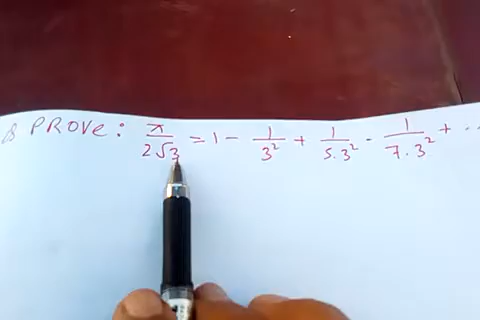 PROVE: π/2√3 = 1 - 1/3² + 1/5.3² - 1/7.3² + ...